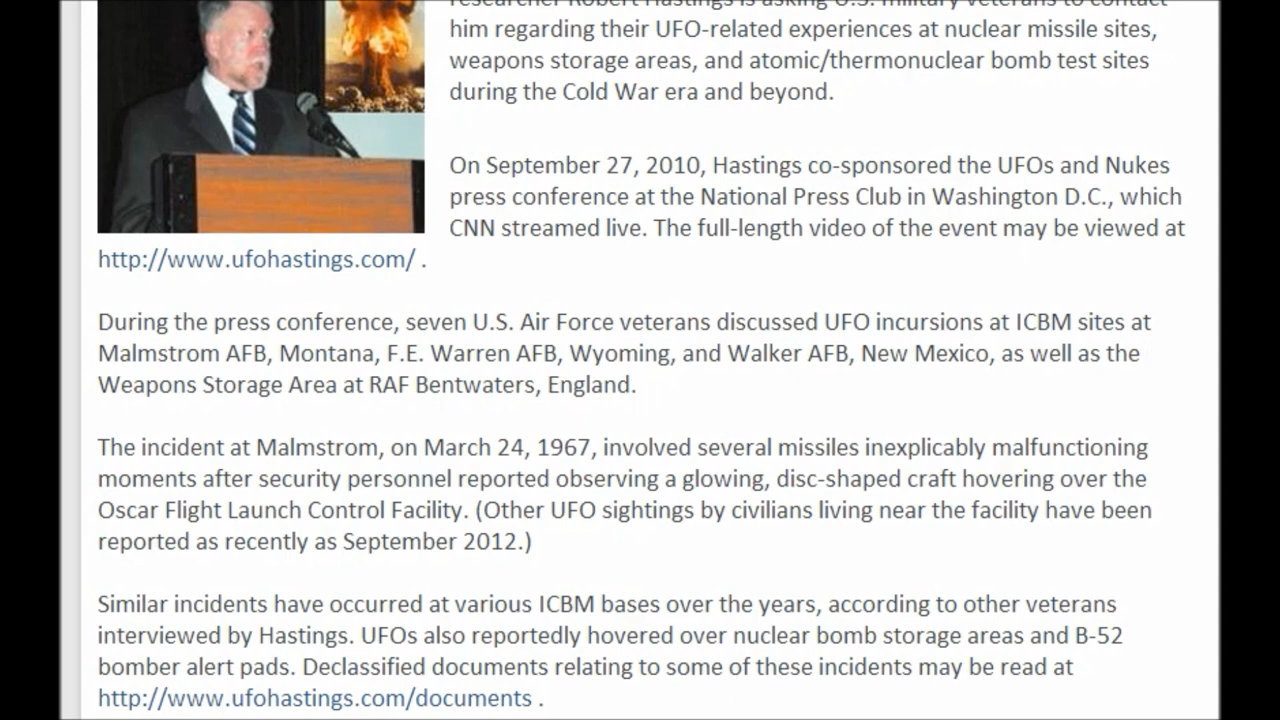 researcher Robert Hastings is asking U.S. military veterans to contact
him regarding their UFO-related experiences at nuclear missile sites,
weapons storage areas, and atomic/thermonuclear bomb test sites
during the Cold War era and beyond.
On September 27, 2010, Hastings co-sponsored the UFOs and Nukes
press conference at the National Press Club in Washington D.C., which
CNN streamed live. The full-length video of the event may be viewed at
http://www.ufohastings.com/ .
During the press conference, seven U.S. Air Force veterans discussed UFO incursions at ICBM sites at
Malmstrom AFB, Montana, F.E. Warren AFB, Wyoming, and Walker AFB, New Mexico, as well as the
Weapons Storage Area at RAF Bentwaters, England.
The incident at Malmstrom, on March 24, 1967, involved several missiles inexplicably malfunctioning
moments after security personnel reported observing a glowing, disc-shaped craft hovering over the
Oscar Flight Launch Control Facility. (Other UFO sightings by civilians living near the facility have been
reported as recently as September 2012.)
Similar incidents have occurred at various ICBM bases over the years, according to other veterans
interviewed by Hastings. UFOs also reportedly hovered over nuclear bomb storage areas and B-52
bomber alert pads. Declassified documents relating to some of these incidents may be read at
http://www.ufohastings.com/documents .